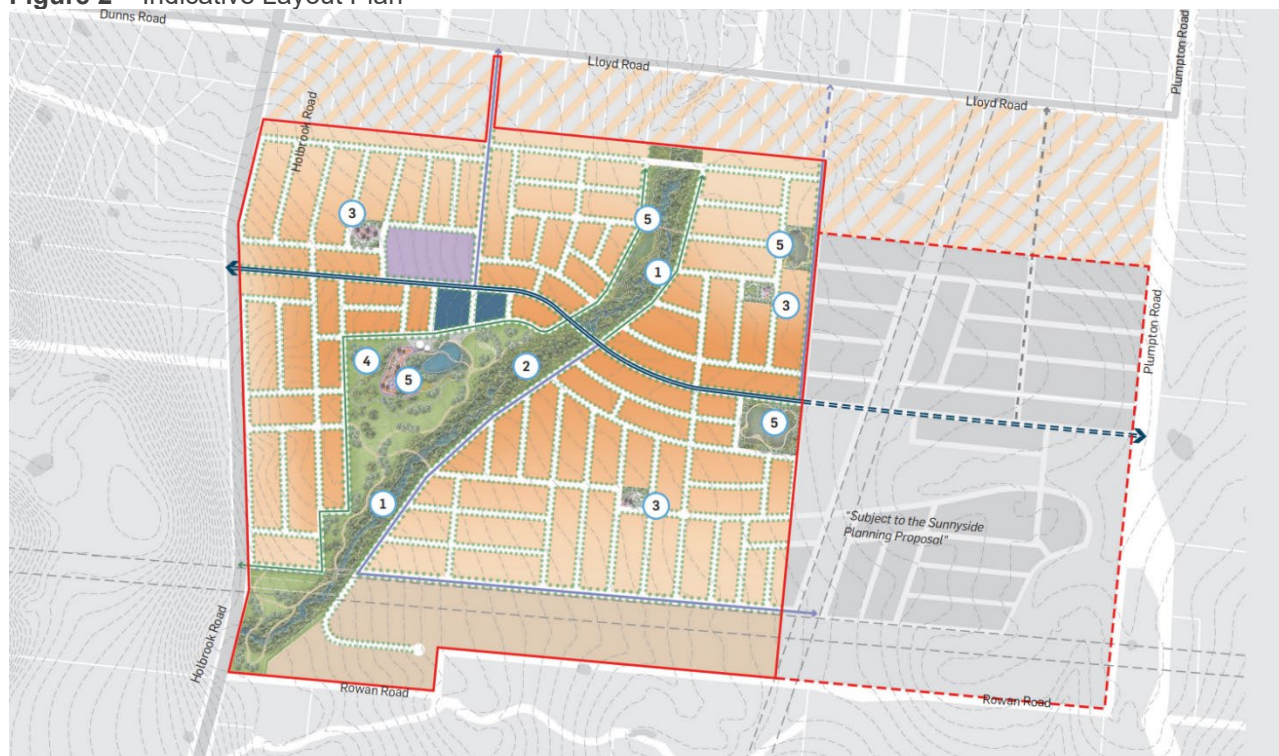 Figure 2 – Indicative Layout Plan
Dunns Road
Lloyd Road
Lloyd Road
Plumpton Road
Holbrook Road
3
5
5
1
3
4
5
2
5
1
3
Plumpton Road
"Subject to the Sunnyside
Planning Proposal"
Holbrook Road
Rowan Road
Rowan Road